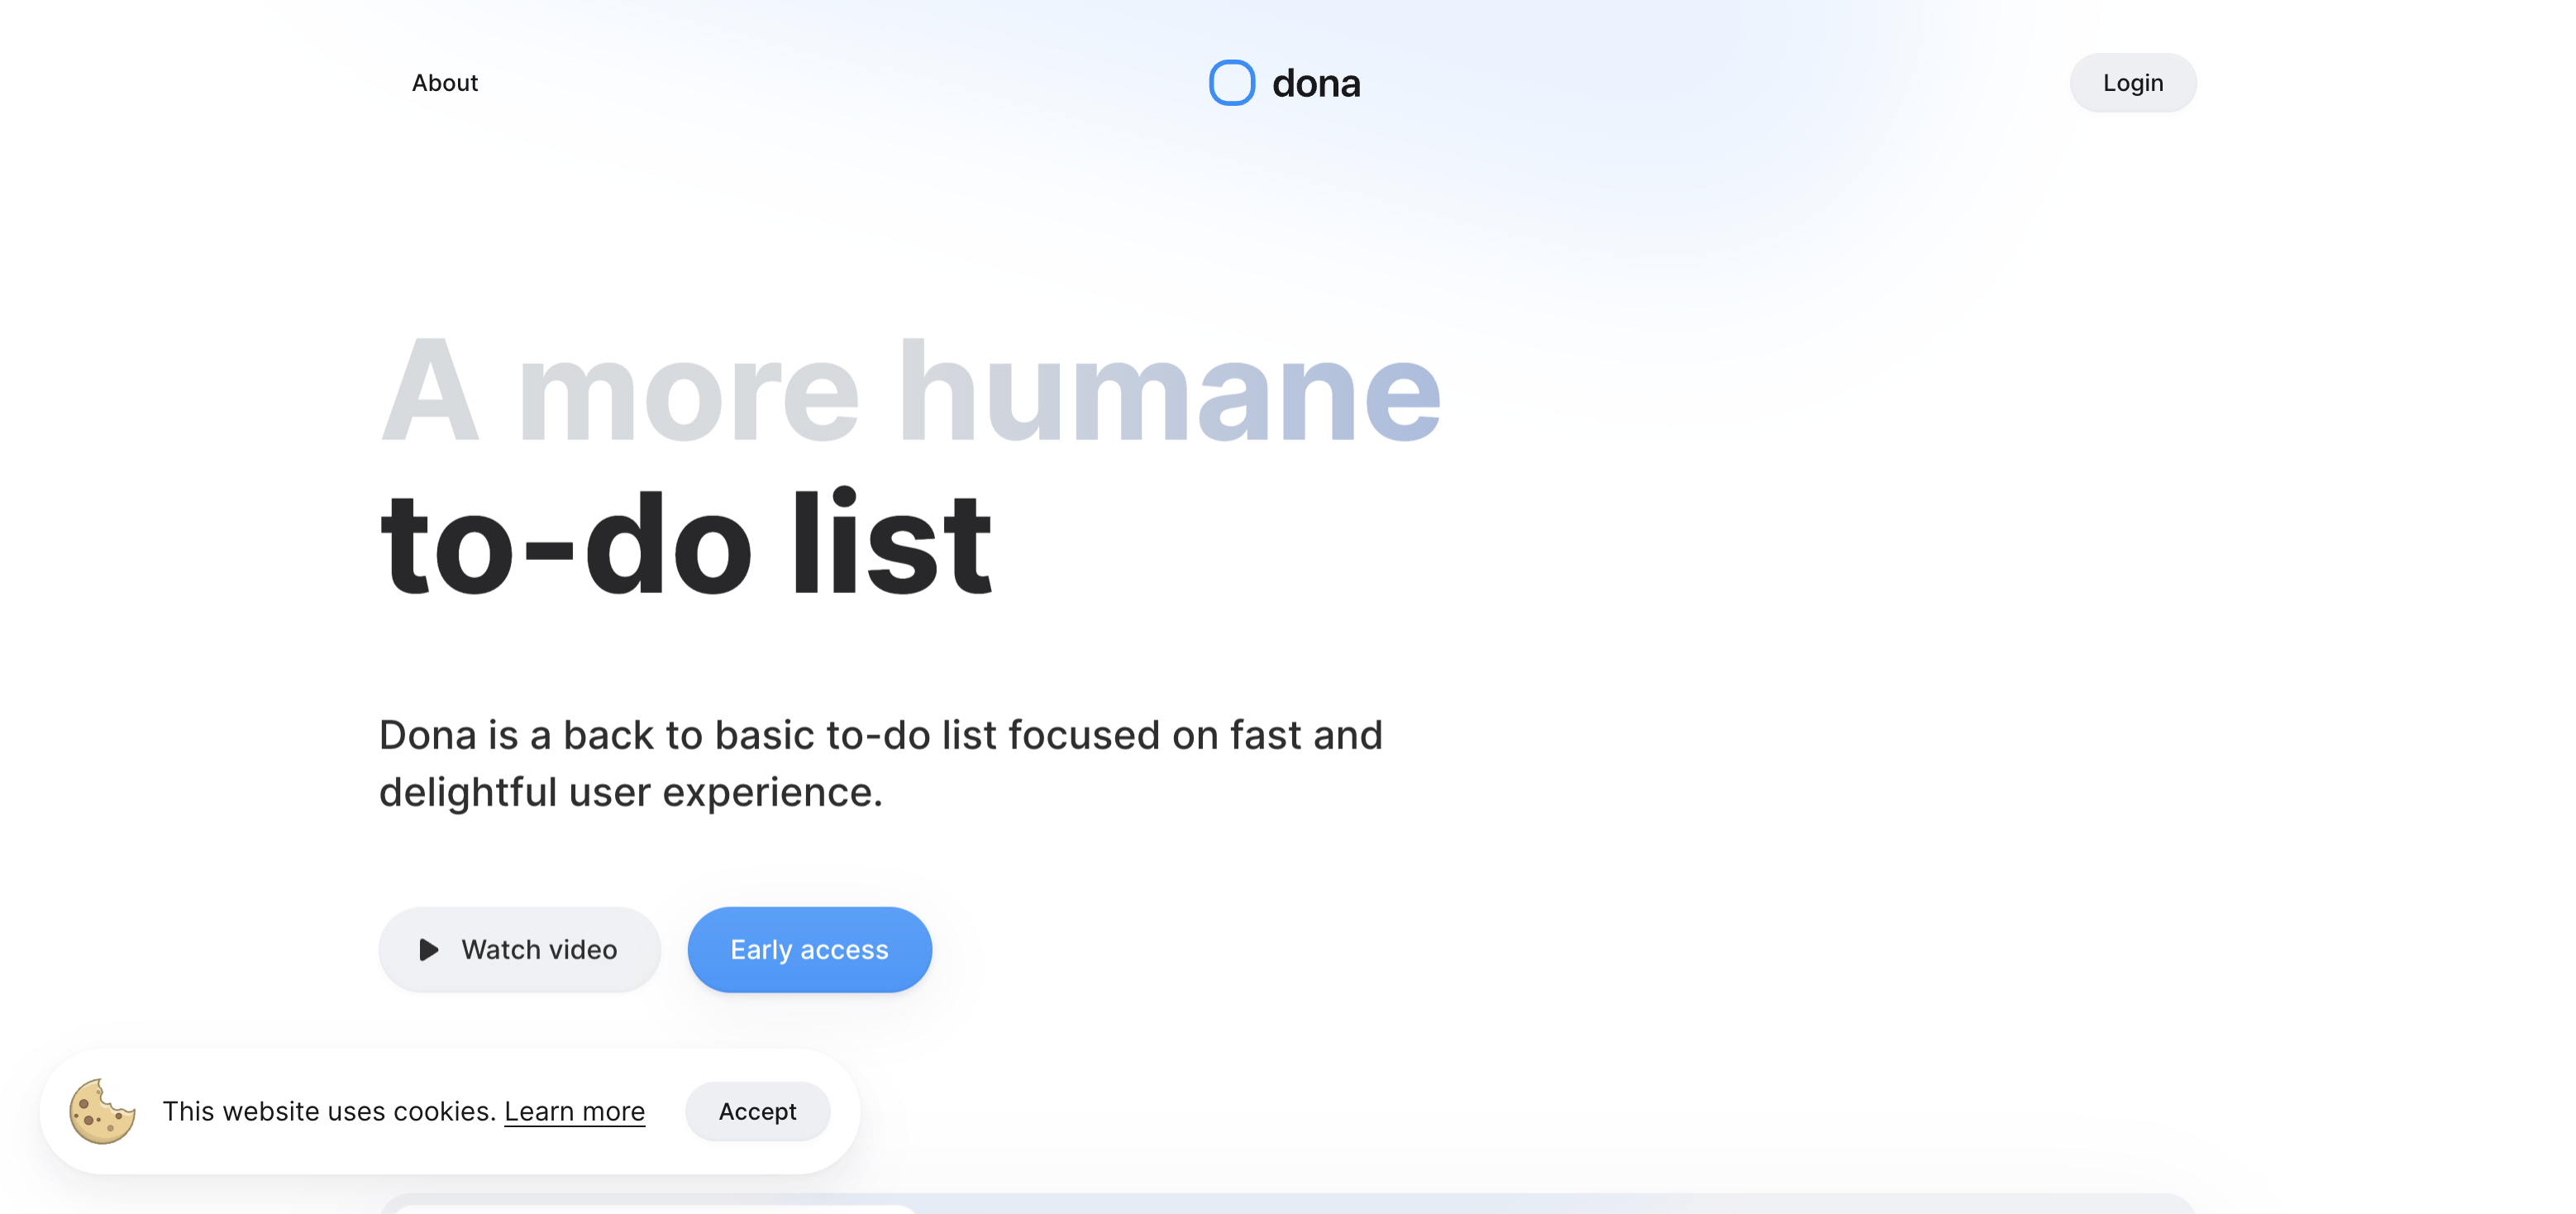 About
dona
Login
A more humane
to-do list
Dona is a back to basic to-do list focused on fast and
delightful user experience.
Watch video
Early access
This website uses cookies. Learn more
Accept